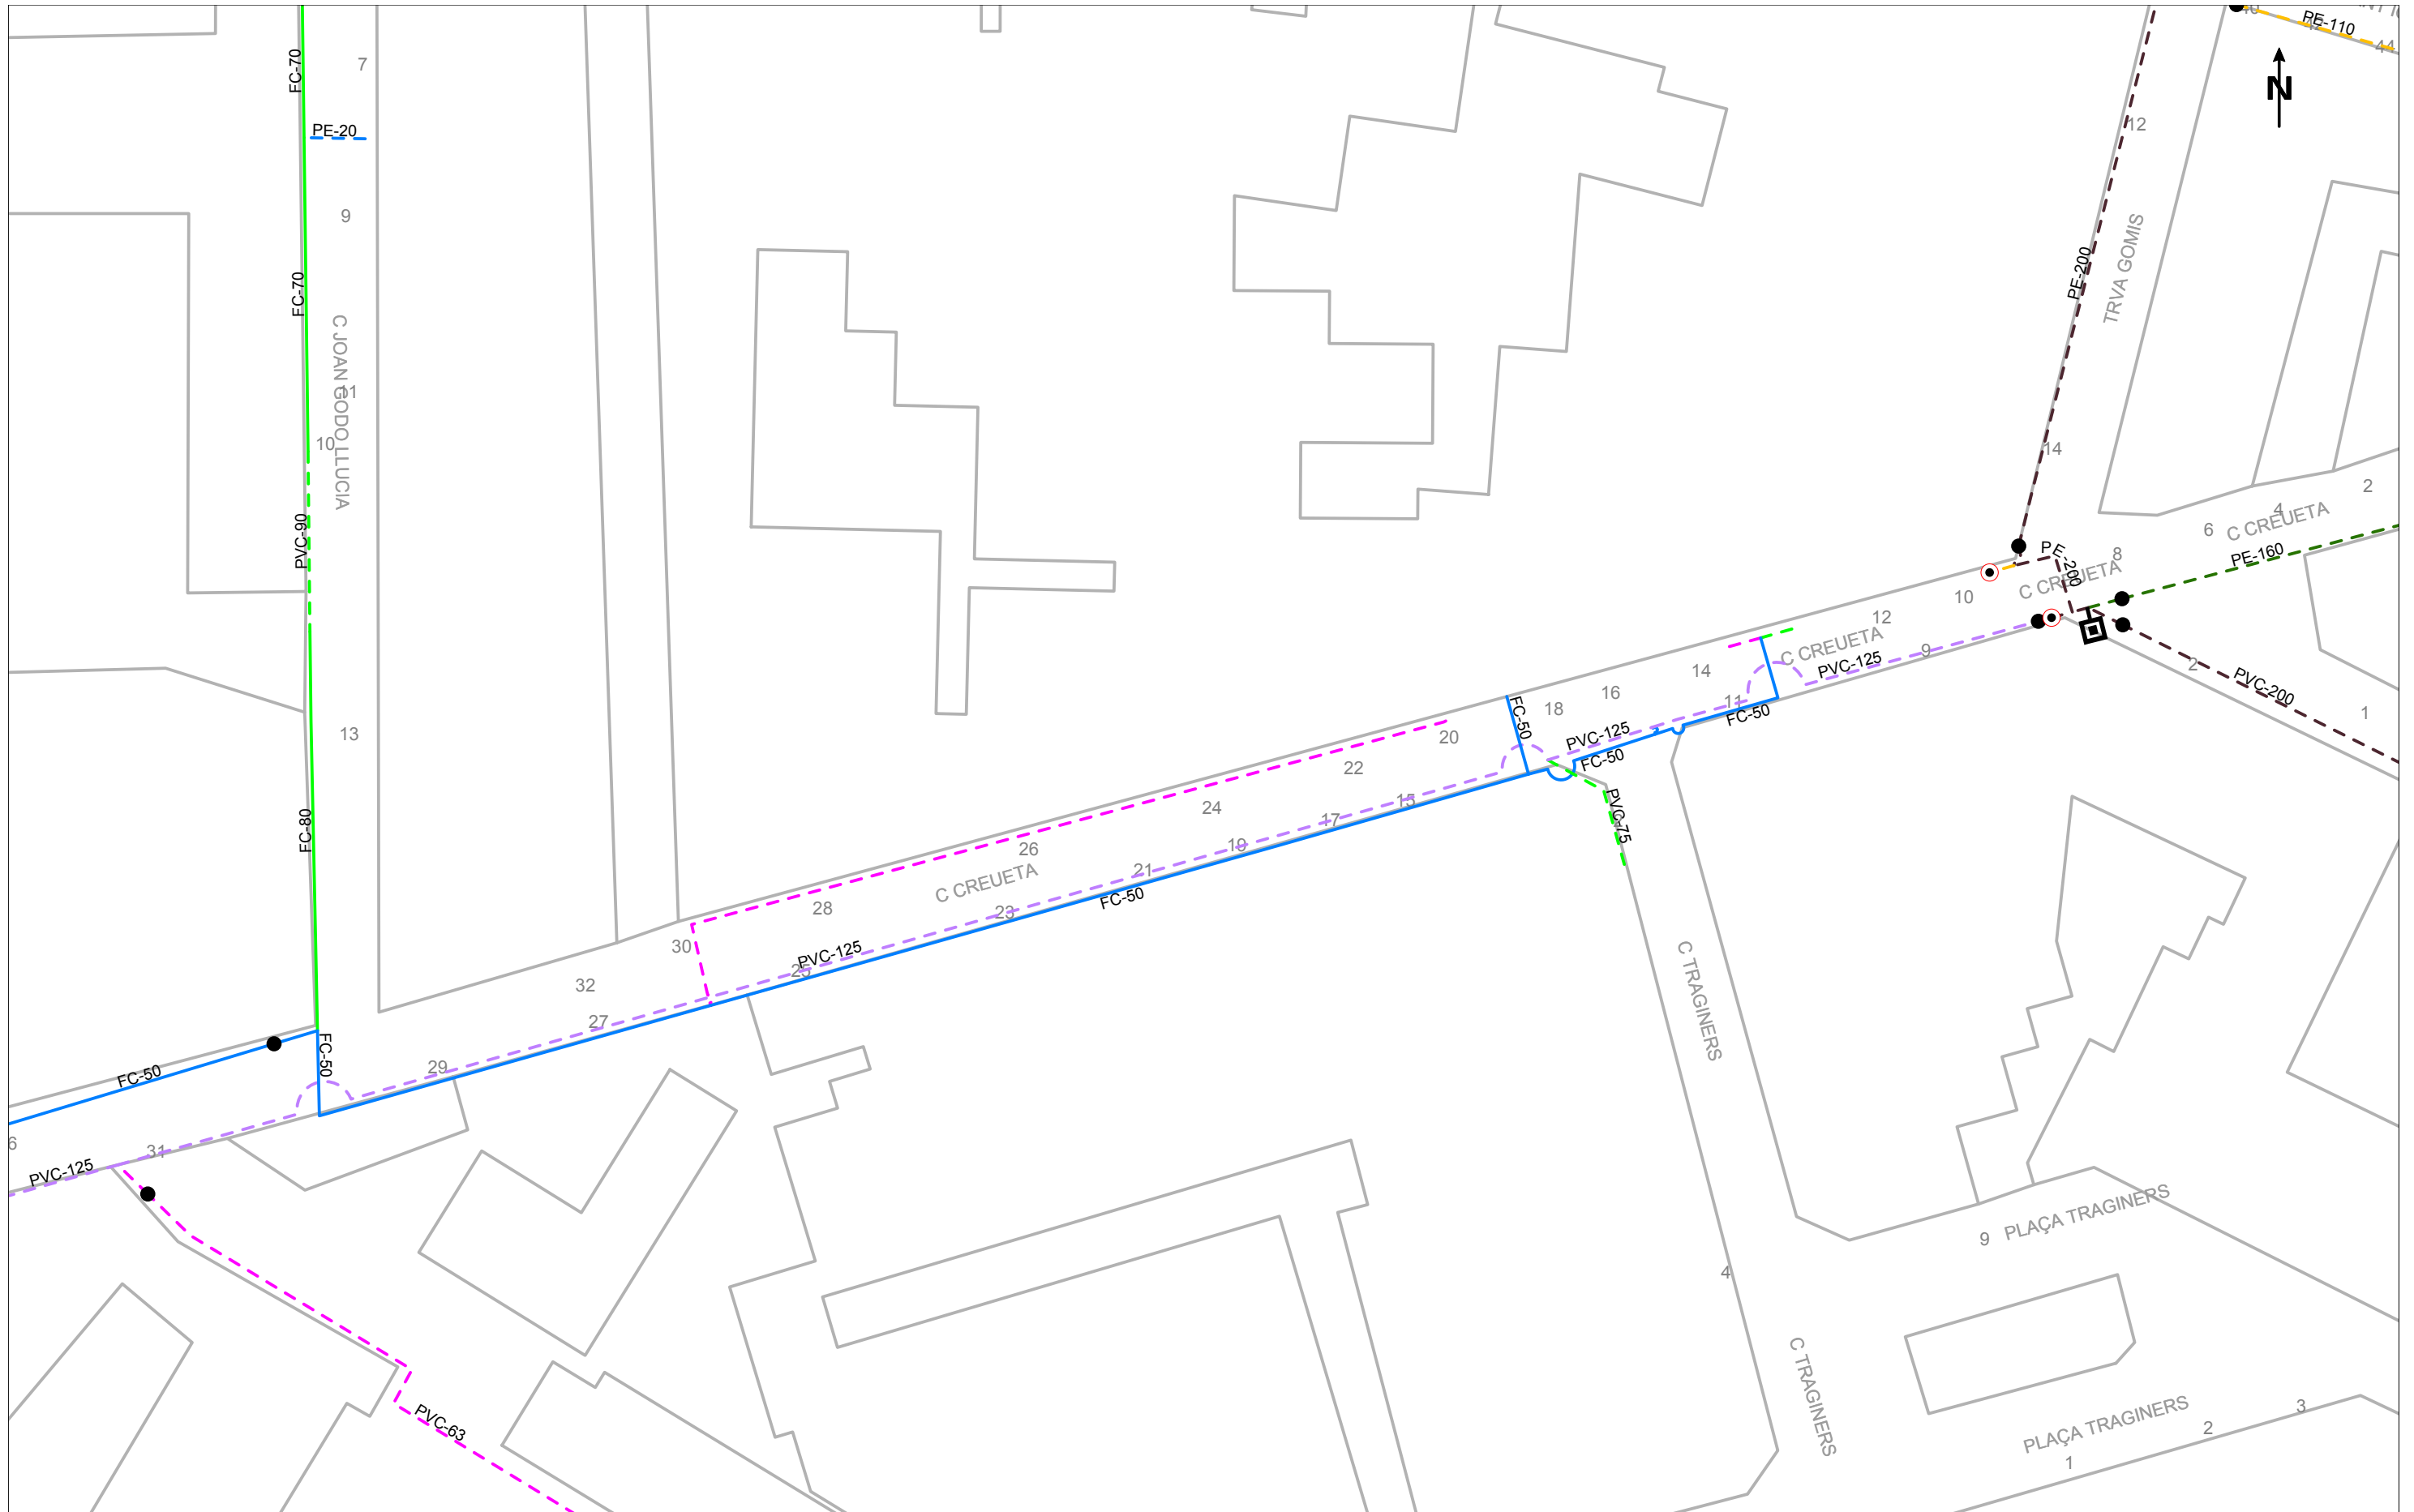 PE-110
44
N
7
FC-70
PE-20
12
9
FC-70
PE-200
TRVA GOMIS
C JOAN GODO LLUCIA
11
10
14
2
4
6
C CREUETA
PVC-90
PE-200
8
PE-160
C CREUETA
10
12
C CREUETA
9
PVC-125
2
PVC-200
1
14
16
11
FC-50
18
FC-50
PVC-125
FC-50
13
20
22
24
15
17
19
PVC-75
FC-80
26
21
C CREUETA
28
23
FC-50
30
PVC-125
25
32
27
29
FC-50
FC-50
C TRAGINERS
6
31
PVC-125
9
PLAÇA TRAGINERS
4
C TRAGINERS
PVC-63
PLAÇA TRAGINERS
3
2
1